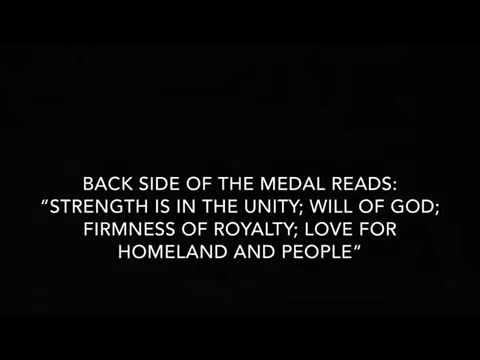 BACK SIDE OF THE MEDAL READS:
“STRENGTH IS IN THE UNITY; WILL OF GOD;
FIRMNESS OF ROYALTY; LOVE FOR
HOMELAND AND PEOPLE”